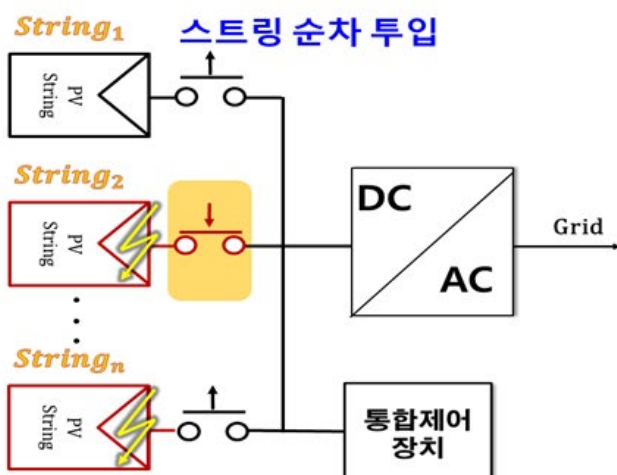 String₁
스트링 순차 투입
PV
String
String₂
PV
String
DC
AC
Grid
Stringₙ
PV
String
통합제어
장치